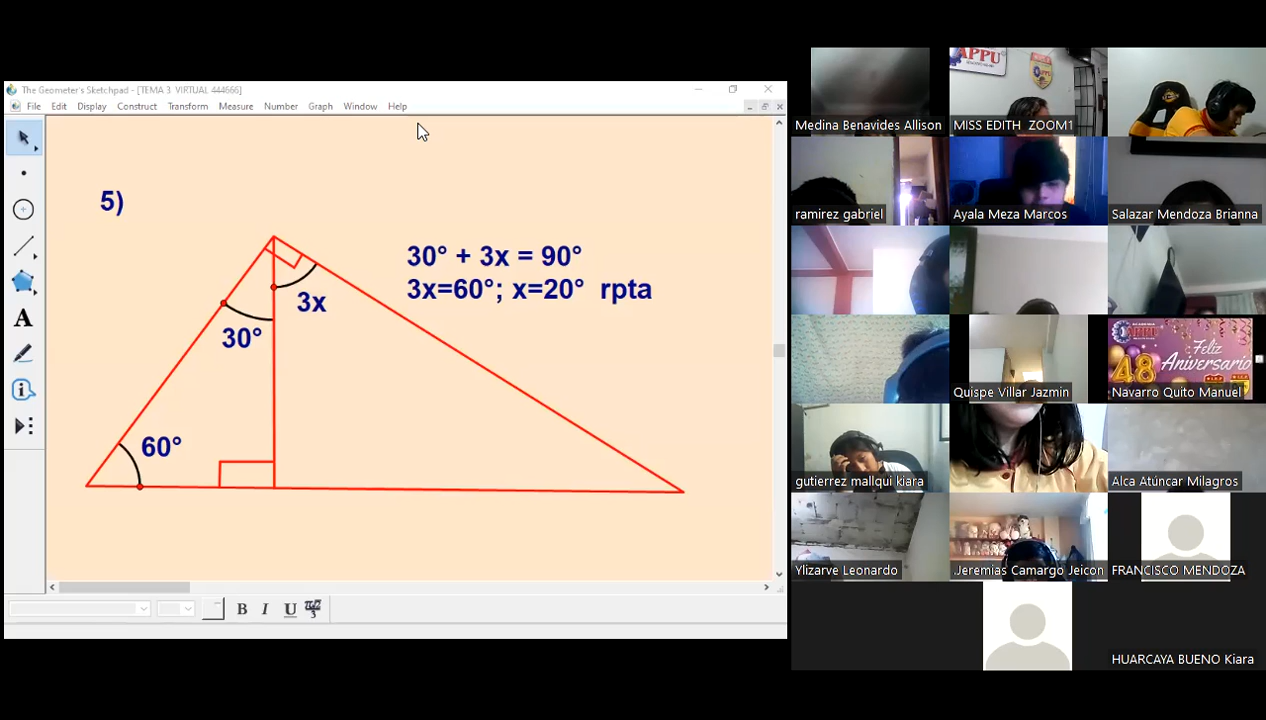 The Geometer's Sketchpad - [TEMA 3 VIRTUAL 444666]
File Edit Display Construct Transform Measure Number Graph Window Help
5)
30° + 3x = 90°
3x=60°; x=20° rpta
3x
30°
60°
A
B I U
Medina Benavides Allison
APPU
APPU
MISS EDITH ZOOM1
ramirez gabriel
Ayala Meza Marcos
Salazar Mendoza Brianna
Quispe Villar Jazmin
APPU
Feliz
48 Aniversario
Navarro Quito Manuel
gutierrez mallqui kiara
Alca Atúncar Milagros
Ylizarve Leonardo
.Jeremias Camargo Jeicon
FRANCISCO MENDOZA
HUARCAYA BUENO Kiara